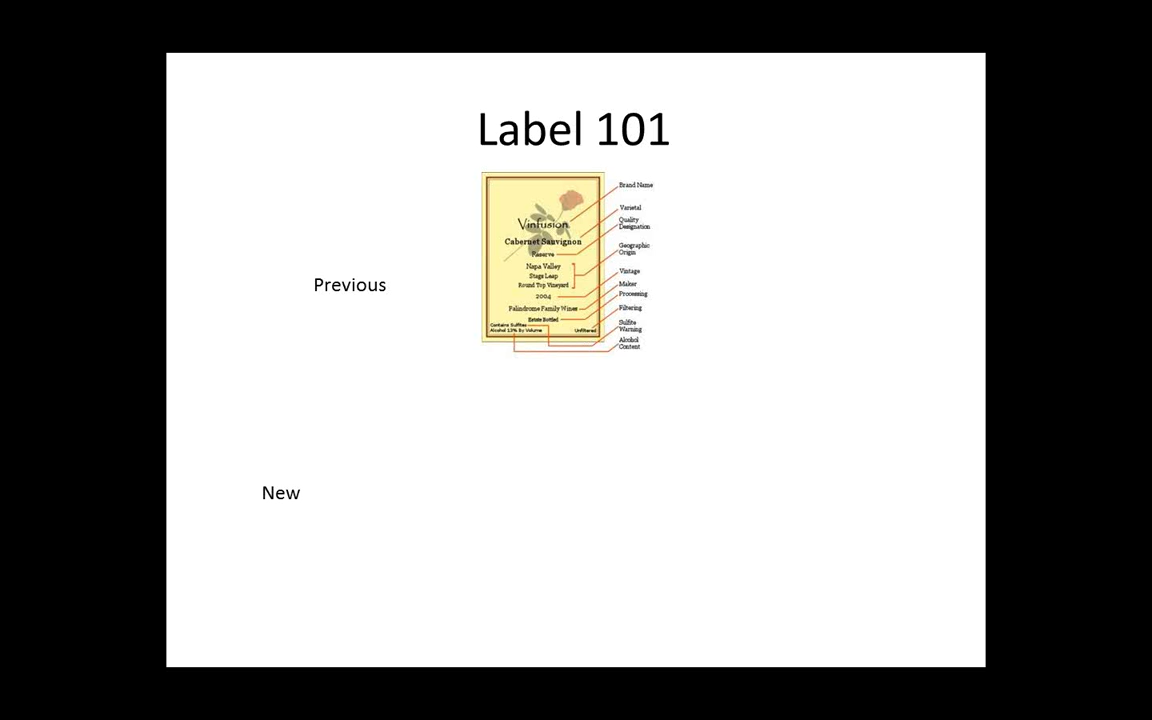 Label 101
Vinfusion
Cabernet Sauvignon
Reserve
Napa Valley
Stags Leap
Round Top Vineyard
2004
Palindrome Family Wines
Estate Bottled
Contains Sulfites
Alcohol 13% By Volume
Unfiltered
Brand Name
Varietal
Quality
Designation
Geographic
Origin
Vintage
Maker
Processing
Filtering
Sulfite
Warning
Alcohol
Content
Previous
New